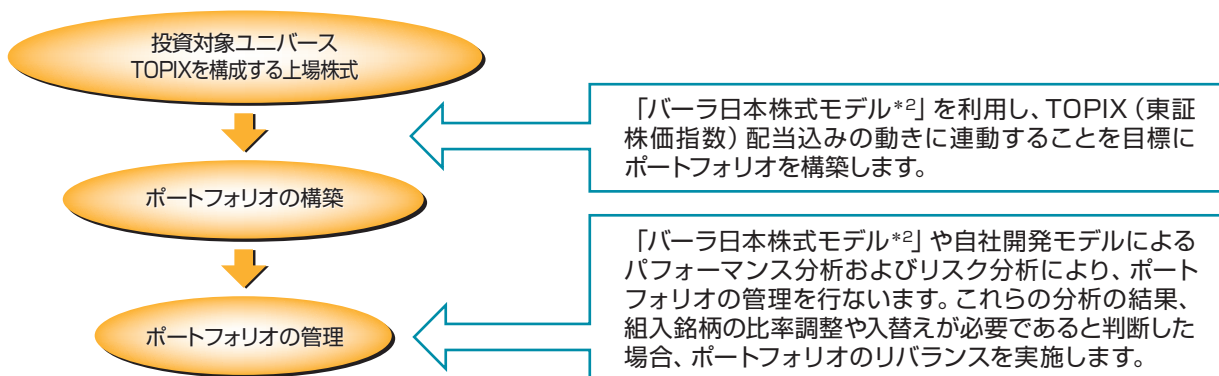 投資対象ユニバース
TOPIXを構成する上場株式
「バーラ日本株式モデル*2」を利用し、TOPIX（東証
株価指数）配当込みの動きに連動することを目標に
ポートフォリオを構築します。
ポートフォリオの構築
「バーラ日本株式モデル*2」や自社開発モデルによる
パフォーマンス分析およびリスク分析により、ポート
フォリオの管理を行ないます。これらの分析の結果、
組入銘柄の比率調整や入替えが必要であると判断した
場合、ポートフォリオのリバランスを実施します。
ポートフォリオの管理